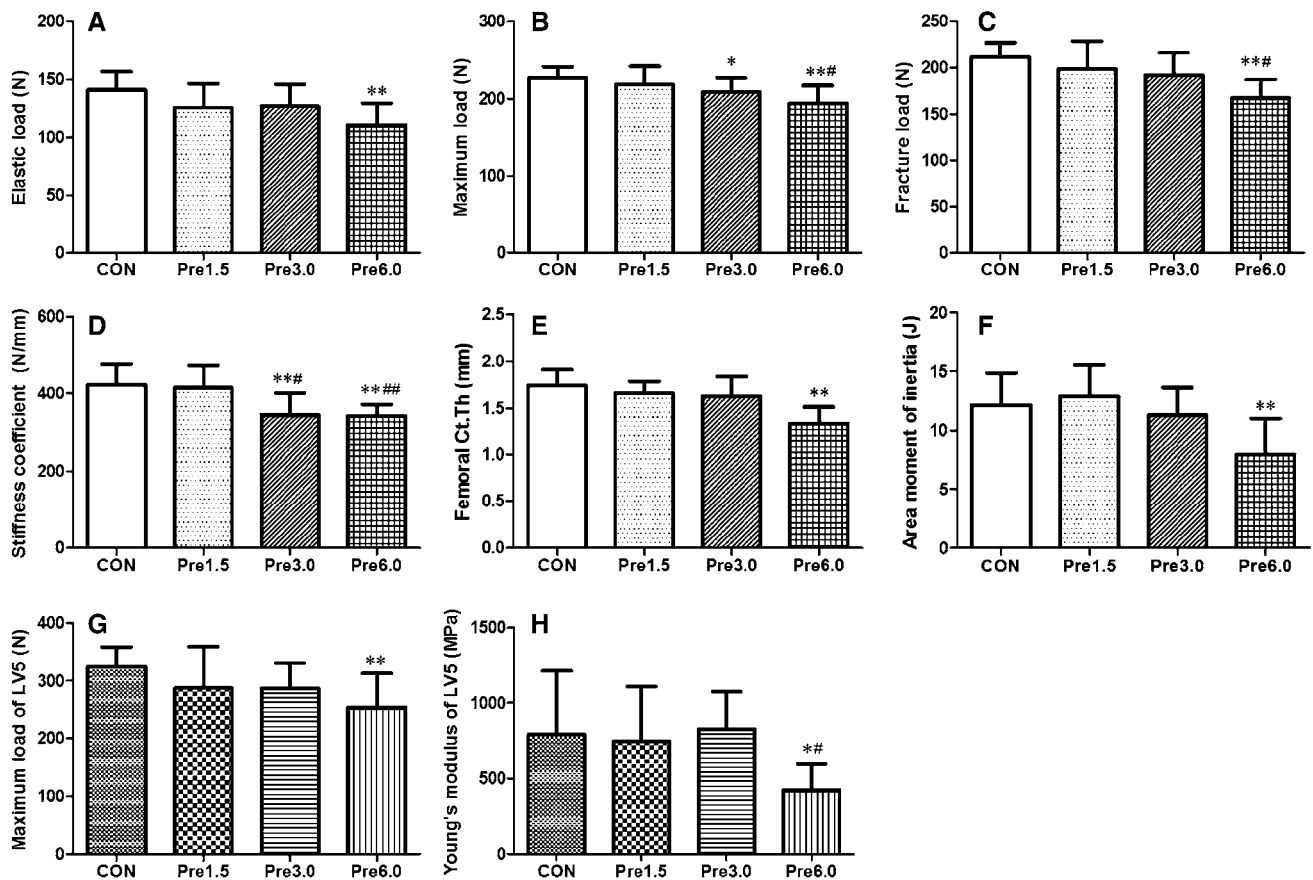 A
Elastic load (N)
200
150
100
50
0
**
CON Pre1.5 Pre3.0 Pre6.0
B
Maximum load (N)
300
200
100
0
*
**#
CON Pre1.5 Pre3.0 Pre6.0
C
Fracture load (N)
250
200
150
100
50
0
**#
CON Pre1.5 Pre3.0 Pre6.0
D
Stiffness coefficient (N/mm)
600
400
200
0
**#
**##
CON Pre1.5 Pre3.0 Pre6.0
E
Femoral Ct.Th (mm)
2.5
2.0
1.5
1.0
0.5
0.0
**
CON Pre1.5 Pre3.0 Pre6.0
F
Area moment of inertia (J)
20
15
10
5
0
**
CON Pre1.5 Pre3.0 Pre6.0
G
Maximum load of LV5 (N)
400
300
200
100
0
**
CON Pre1.5 Pre3.0 Pre6.0
H
Young's modulus of LV5 (MPa)
1500
1000
500
0
*#
CON Pre1.5 Pre3.0 Pre6.0